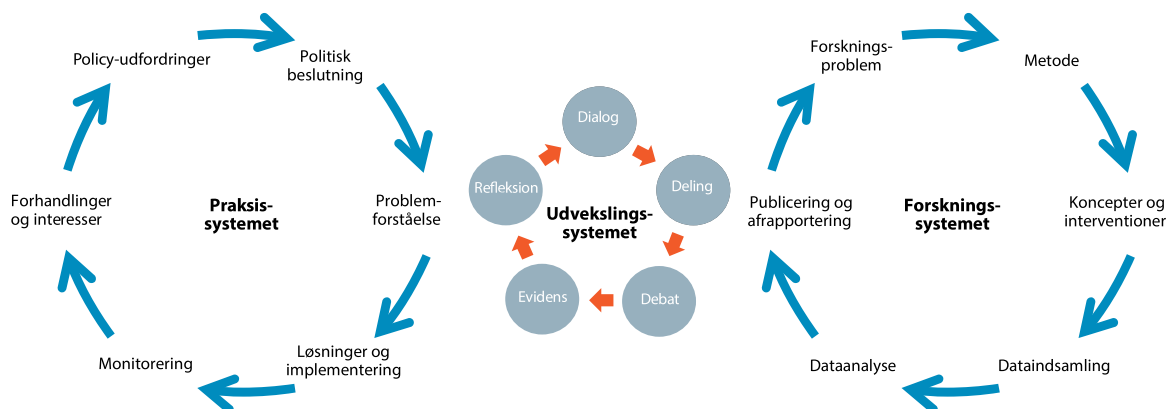 Policy-udfordringer
Politisk
beslutning
Problem-
forståelse
Løsninger og
implementering
Monitorering
Forhandlinger
og interesser
Praksis-
systemet
Dialog
Deling
Debat
Evidens
Refleksion
Udvekslings-
systemet
Forsknings-
problem
Metode
Koncepter og
interventioner
Dataindsamling
Dataanalyse
Publicering og
afrapportering
Forsknings-
systemet